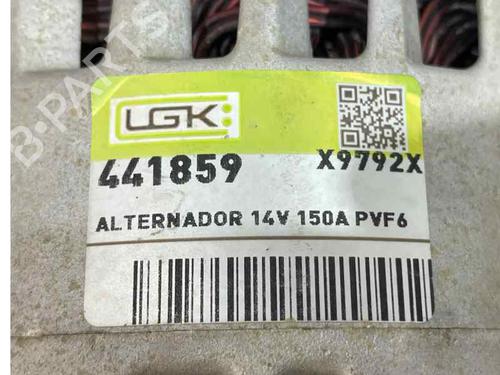 LGK
441859 X9792X
ALTERNADOR 14V 150A PVF6
B-PARTS